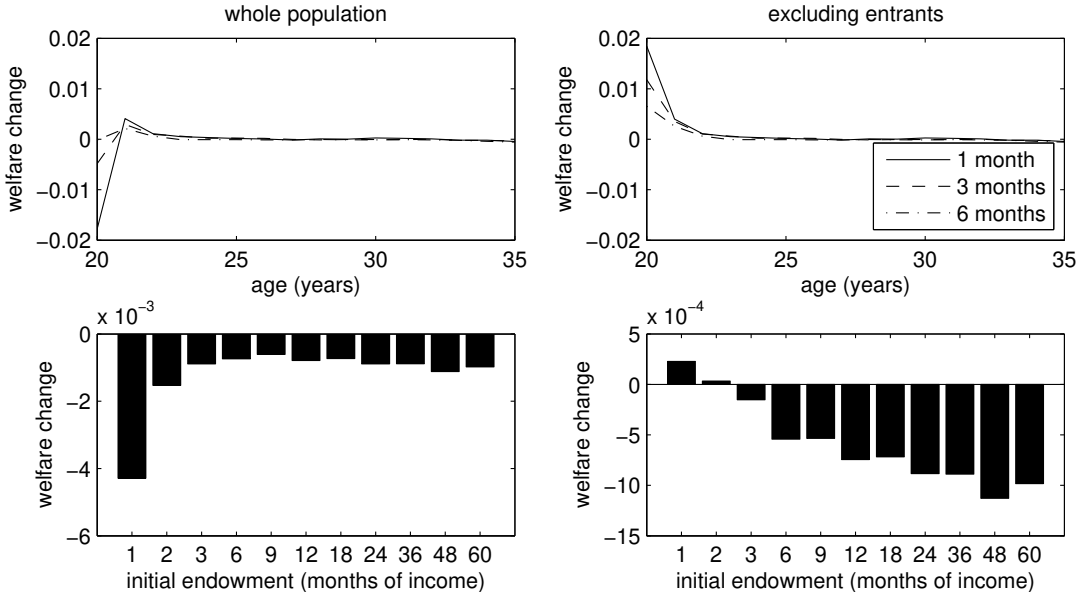 whole population
0.02
0.01
0
−0.01
−0.02
welfare change
20 25 30 35
age (years)
excluding entrants
0.02
0.01
0
−0.01
−0.02
welfare change
1 month
3 months
6 months
20 25 30 35
age (years)
x 10−3
0
−2
−4
−6
welfare change
1 2 3 6 9 12 18 24 36 48 60
initial endowment (months of income)
x 10−4
5
0
−5
−10
−15
welfare change
1 2 3 6 9 12 18 24 36 48 60
initial endowment (months of income)